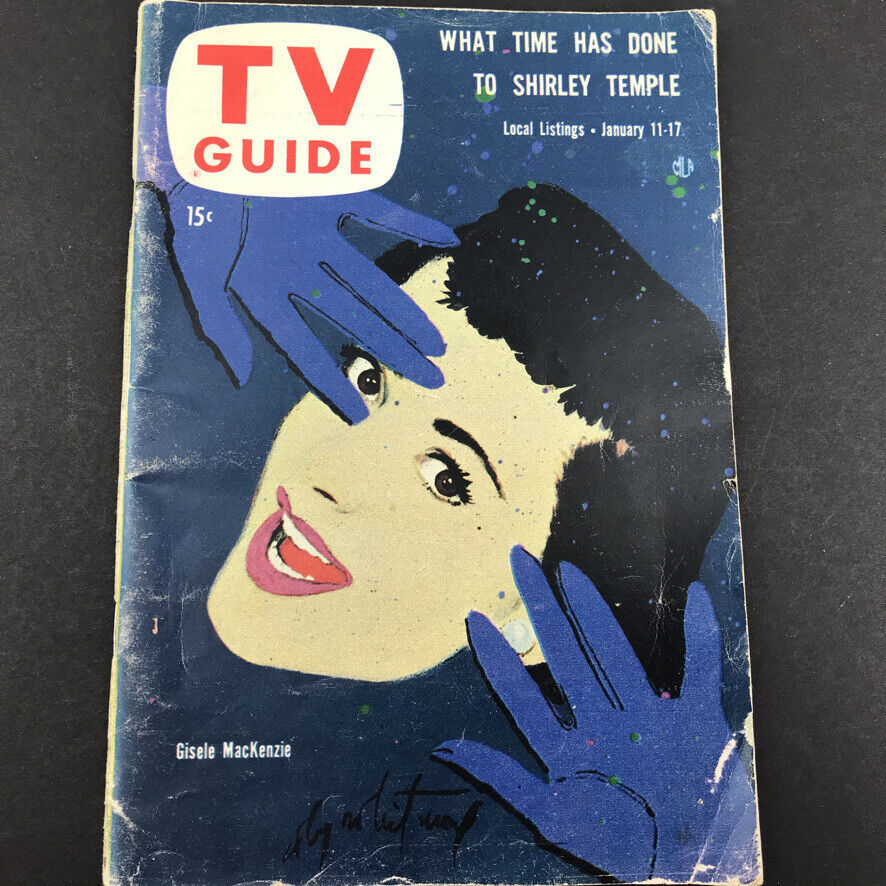 TV
GUIDE
®
WHAT TIME HAS DONE
TO SHIRLEY TEMPLE
Local Listings • January 11-17
15¢
Gisele MacKenzie